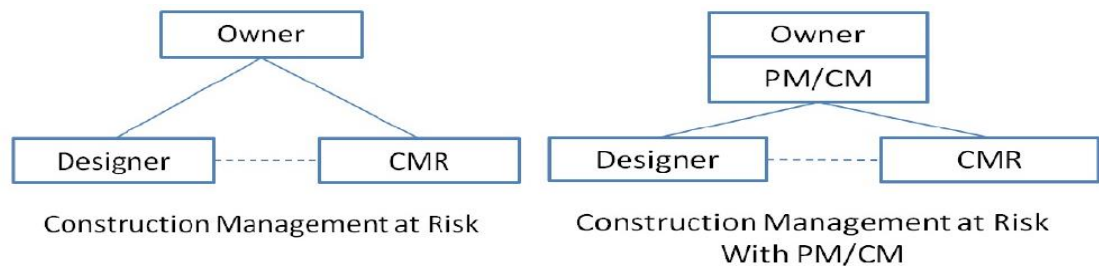 Owner
Designer
CMR
Construction Management at Risk
Owner
PM/CM
Designer
CMR
Construction Management at Risk
With PM/CM